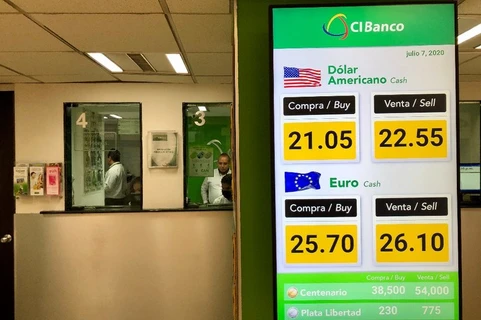 4
3
CIBanco
julio 7, 2020
Dólar
Americano Cash
Compra / Buy
Venta / Sell
21.05
22.55
Euro Cash
Compra / Buy
Venta / Sell
25.70
26.10
Compra / Buy Venta / Sell
Centenario 38,500 54,000
Plata Libertad 230 775